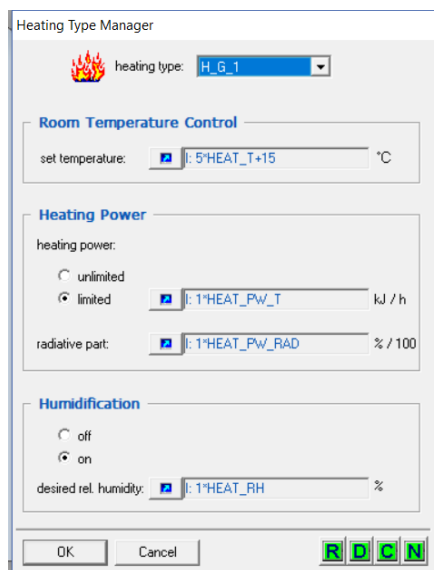 Heating Type Manager
heating type: H_G_1
Room Temperature Control
set temperature: I: 5*HEAT_T+15 °C
Heating Power
heating power:
unlimited
limited I: 1*HEAT_PW_T kJ / h
radiative part: I: 1*HEAT_PW_RAD % / 100
Humidification
off
on
desired rel. humidity: I: 1*HEAT_RH %
OK Cancel R D C N